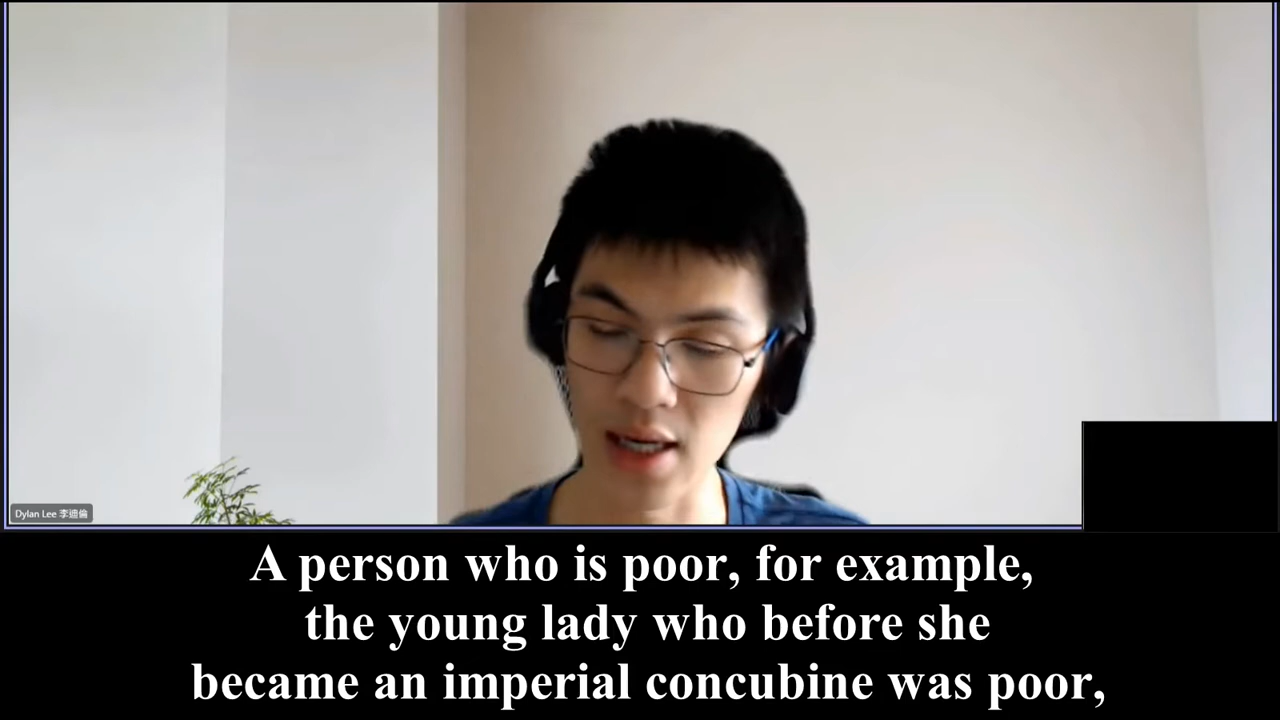 Dylan Lee 李迪倫
A person who is poor, for example,
the young lady who before she
became an imperial concubine was poor,